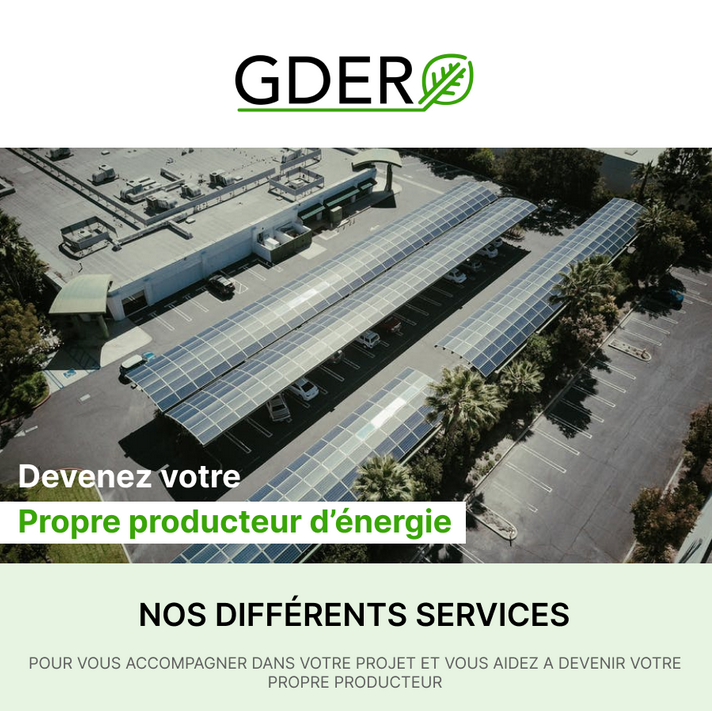 GDER
Devenez votre
Propre producteur d’énergie
NOS DIFFÉRENTS SERVICES
POUR VOUS ACCOMPAGNER DANS VOTRE PROJET ET VOUS AIDEZ A DEVENIR VOTRE
PROPRE PRODUCTEUR